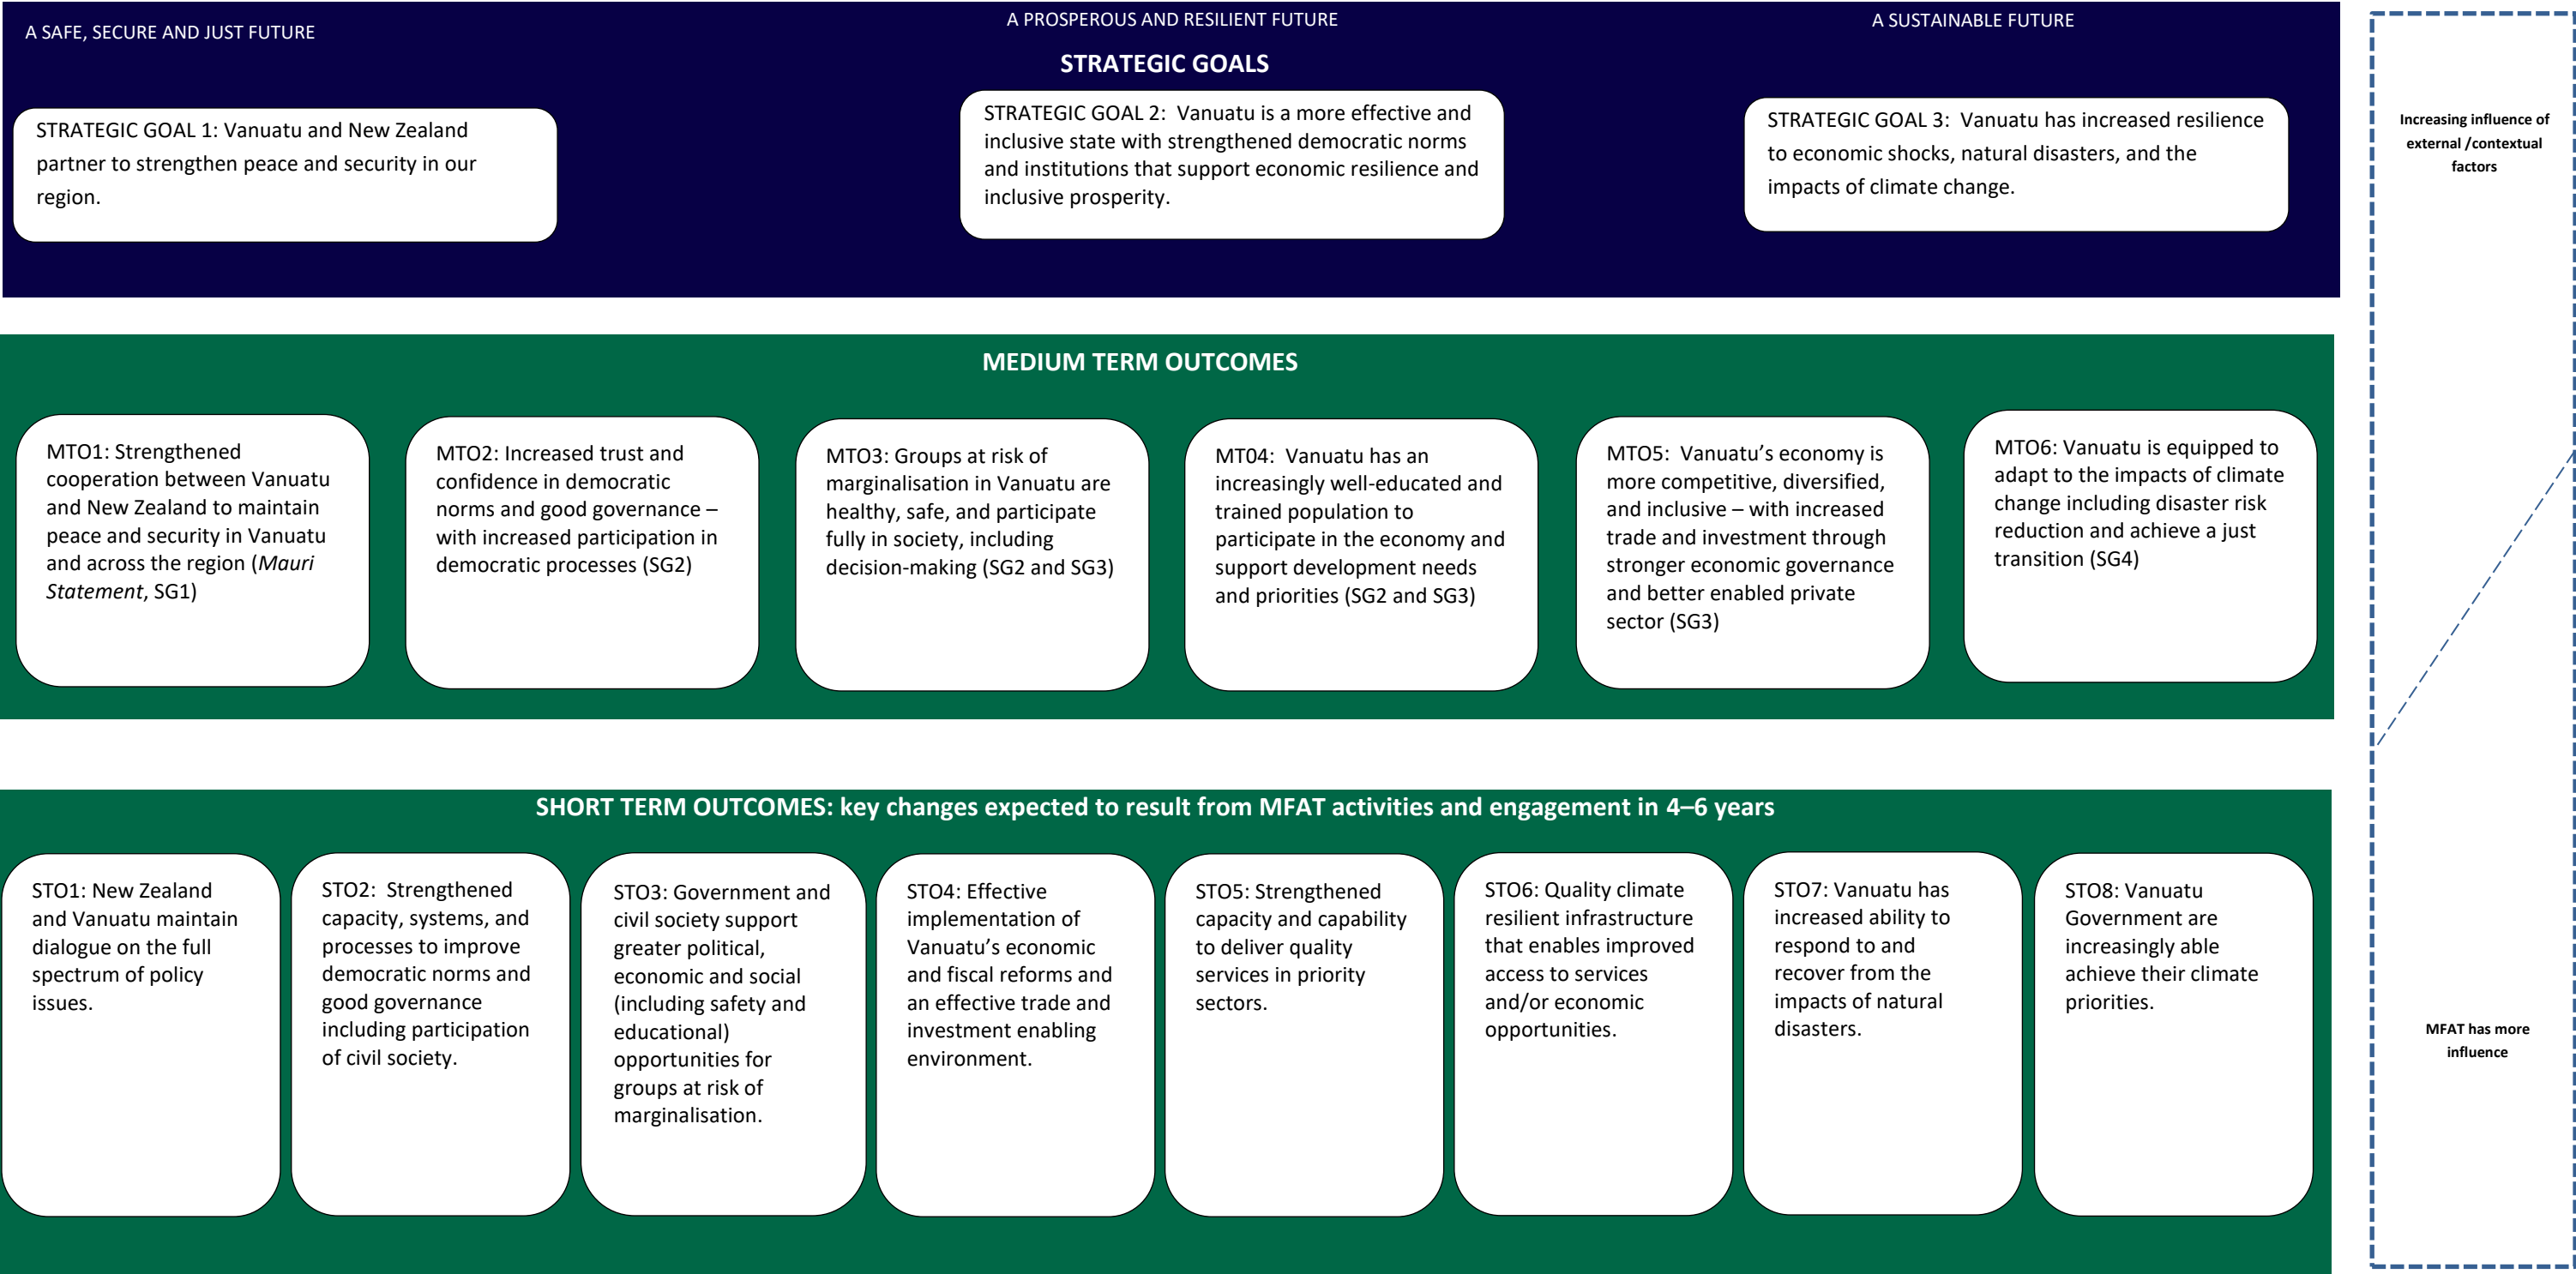 A SAFE, SECURE AND JUST FUTURE
A PROSPEROUS AND RESILIENT FUTURE
A SUSTAINABLE FUTURE
STRATEGIC GOALS
STRATEGIC GOAL 1: Vanuatu and New Zealand
partner to strengthen peace and security in our
region.
STRATEGIC GOAL 2:  Vanuatu is a more effective and
inclusive state with strengthened democratic norms
and institutions that support economic resilience and
inclusive prosperity.
STRATEGIC GOAL 3:  Vanuatu has increased resilience
to economic shocks, natural disasters, and the
impacts of climate change.
Increasing influence of
external /contextual
factors
MEDIUM TERM OUTCOMES
MTO1: Strengthened
cooperation between Vanuatu
and New Zealand to maintain
peace and security in Vanuatu
and across the region (Mauri
Statement, SG1)
MTO2: Increased trust and
confidence in democratic
norms and good governance –
with increased participation in
democratic processes (SG2)
MTO3: Groups at risk of
marginalisation in Vanuatu are
healthy, safe, and participate
fully in society, including
decision-making (SG2 and SG3)
MT04:  Vanuatu has an
increasingly well-educated and
trained population to
participate in the economy and
support development needs
and priorities (SG2 and SG3)
MTO5:  Vanuatu’s economy is
more competitive, diversified,
and inclusive – with increased
trade and investment through
stronger economic governance
and better enabled private
sector (SG3)
MTO6: Vanuatu is equipped to
adapt to the impacts of climate
change including disaster risk
reduction and achieve a just
transition (SG4)
SHORT TERM OUTCOMES: key changes expected to result from MFAT activities and engagement in 4–6 years
STO1: New Zealand
and Vanuatu maintain
dialogue on the full
spectrum of policy
issues.
STO2:  Strengthened
capacity, systems, and
processes to improve
democratic norms and
good governance
including participation
of civil society.
STO3: Government and
civil society support
greater political,
economic and social
(including safety and
educational)
opportunities for
groups at risk of
marginalisation.
STO4: Effective
implementation of
Vanuatu’s economic
and fiscal reforms and
an effective trade and
investment enabling
environment.
STO5: Strengthened
capacity and capability
to deliver quality
services in priority
sectors.
STO6: Quality climate
resilient infrastructure
that enables improved
access to services
and/or economic
opportunities.
STO7: Vanuatu has
increased ability to
respond to and
recover from the
impacts of natural
disasters.
STO8: Vanuatu
Government are
increasingly able
achieve their climate
priorities.
MFAT has more
influence